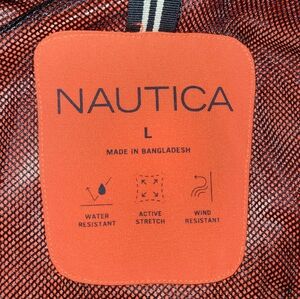 NAUTICA
L
MADE IN BANGLADESH
WATER RESISTANT
ACTIVE STRETCH
WIND RESISTANT